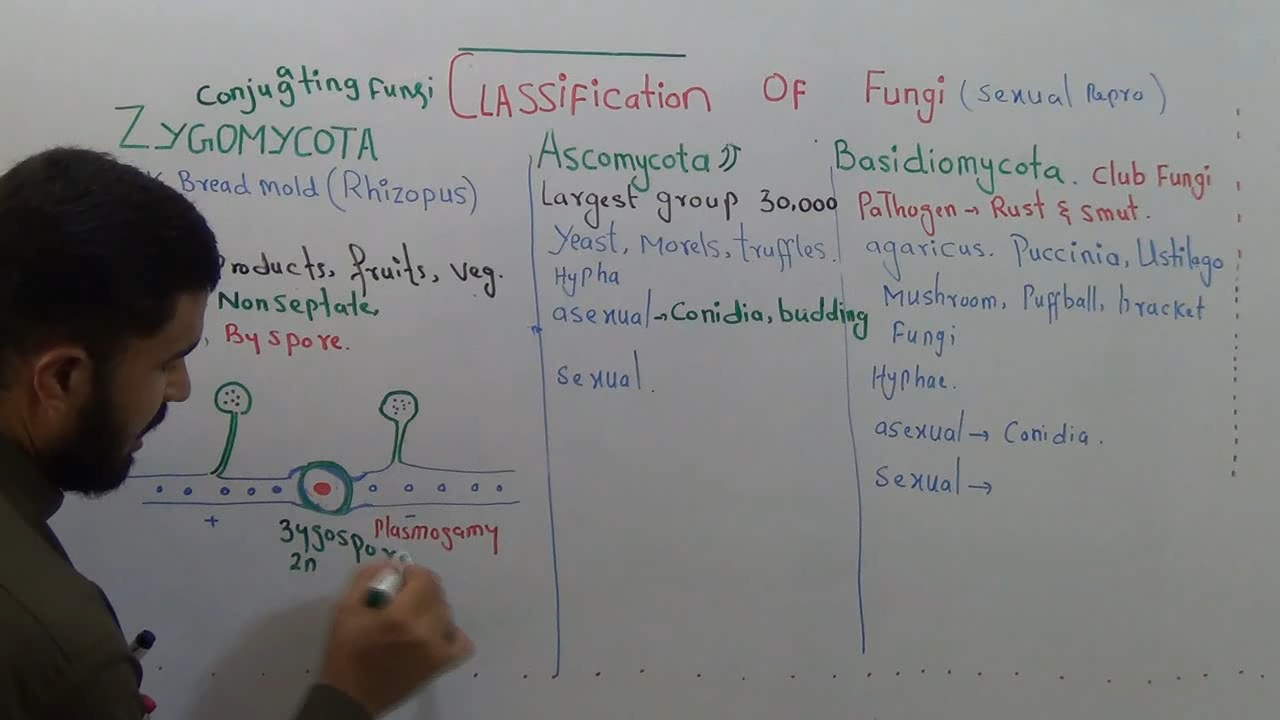 Conjugating Fungi
CLASSification OF Fungi (Sexual Repro)
ZYGOMYCOTA
Bread mold (Rhizopus)
Products, fruits, veg.
Nonseptate,
, By spore.
+
-
Zygospore
2n
Plasmogamy
Ascomycota
Largest group 30,000
Yeast, Morels, truffles.
Hypha
asexual → Conidia, budding
Sexual.
Basidiomycota. Club Fungi
Pathogen → Rust & smut.
agaricus. Puccinia, Ustilago
Mushroom, Puffball, bracket
Fungi
Hyphae.
asexual → Conidia.
Sexual →